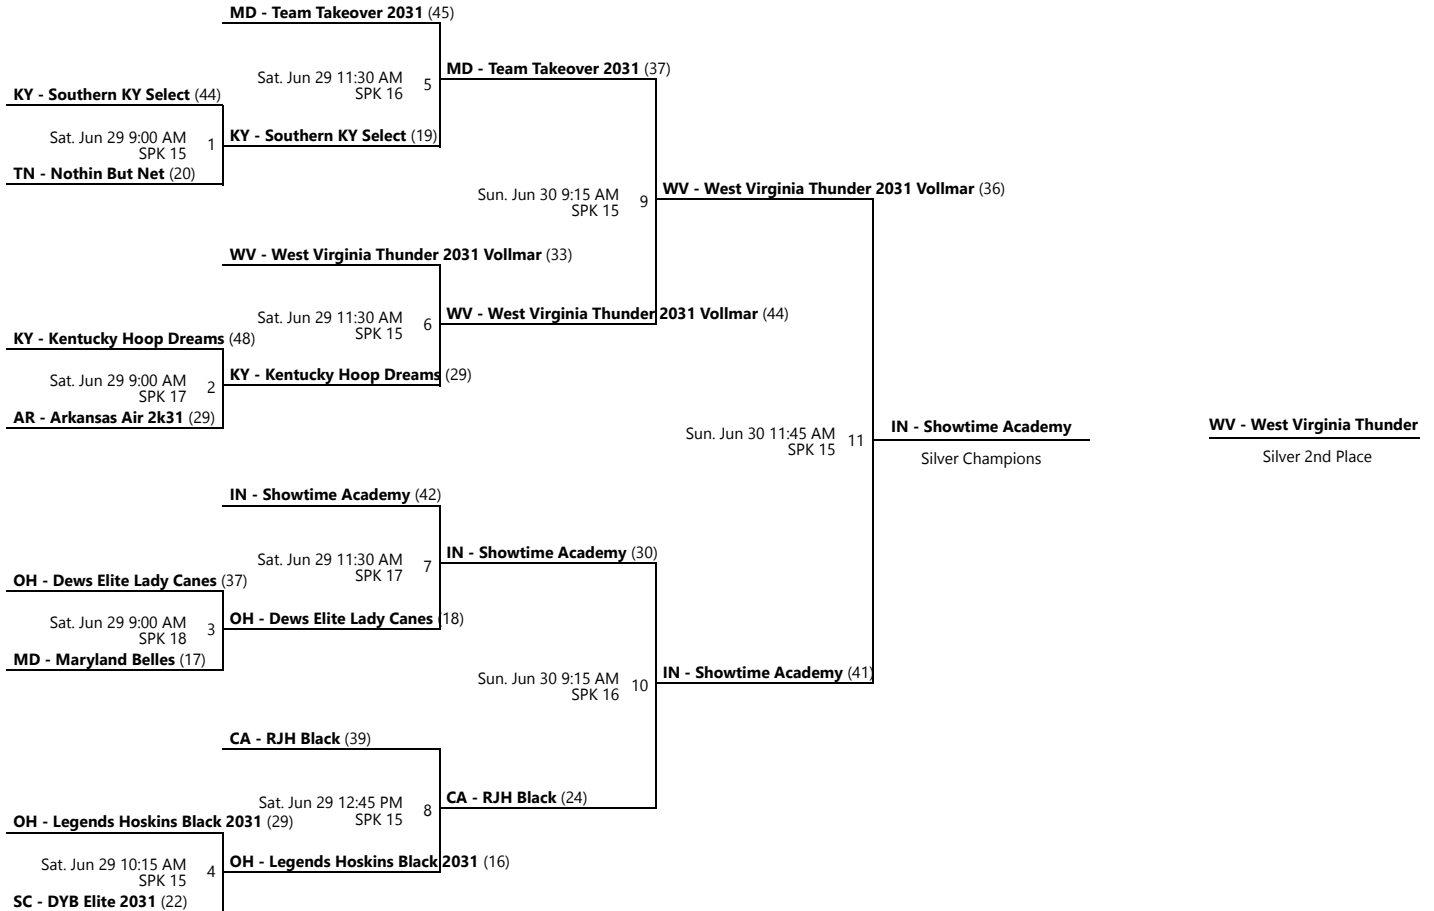 MD - Team Takeover 2031 (45)
Sat. Jun 29 11:30 AM
SPK 16
5
MD - Team Takeover 2031 (37)
KY - Southern KY Select (44)
Sat. Jun 29 9:00 AM
SPK 15
1
KY - Southern KY Select (19)
TN - Nothin But Net (20)
Sun. Jun 30 9:15 AM
SPK 15
9
WV - West Virginia Thunder 2031 Vollmar (36)
WV - West Virginia Thunder 2031 Vollmar (33)
Sat. Jun 29 11:30 AM
SPK 15
6
WV - West Virginia Thunder 2031 Vollmar (44)
KY - Kentucky Hoop Dreams (48)
Sat. Jun 29 9:00 AM
SPK 17
2
KY - Kentucky Hoop Dreams (29)
AR - Arkansas Air 2k31 (29)
Sun. Jun 30 11:45 AM
SPK 15
11
IN - Showtime Academy
Silver Champions
WV - West Virginia Thunder
Silver 2nd Place
IN - Showtime Academy (42)
Sat. Jun 29 11:30 AM
SPK 17
7
IN - Showtime Academy (30)
OH - Dews Elite Lady Canes (37)
Sat. Jun 29 9:00 AM
SPK 18
3
OH - Dews Elite Lady Canes (18)
MD - Maryland Belles (17)
Sun. Jun 30 9:15 AM
SPK 16
10
IN - Showtime Academy (41)
CA - RJH Black (39)
Sat. Jun 29 12:45 PM
SPK 15
8
CA - RJH Black (24)
OH - Legends Hoskins Black 2031 (29)
Sat. Jun 29 10:15 AM
SPK 15
4
OH - Legends Hoskins Black 2031 (16)
SC - DYB Elite 2031 (22)